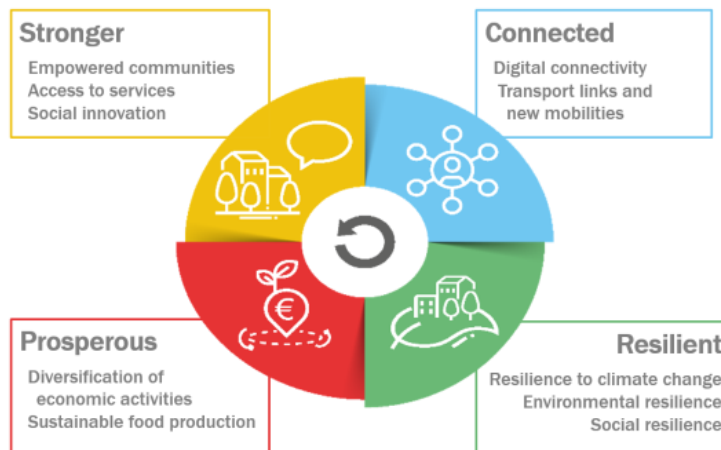 Stronger
Empowered communities
Access to services
Social innovation
Connected
Digital connectivity
Transport links and
new mobilities
€
Prosperous
Diversification of
economic activities
Sustainable food production
Resilient
Resilience to climate change
Environmental resilience
Social resilience